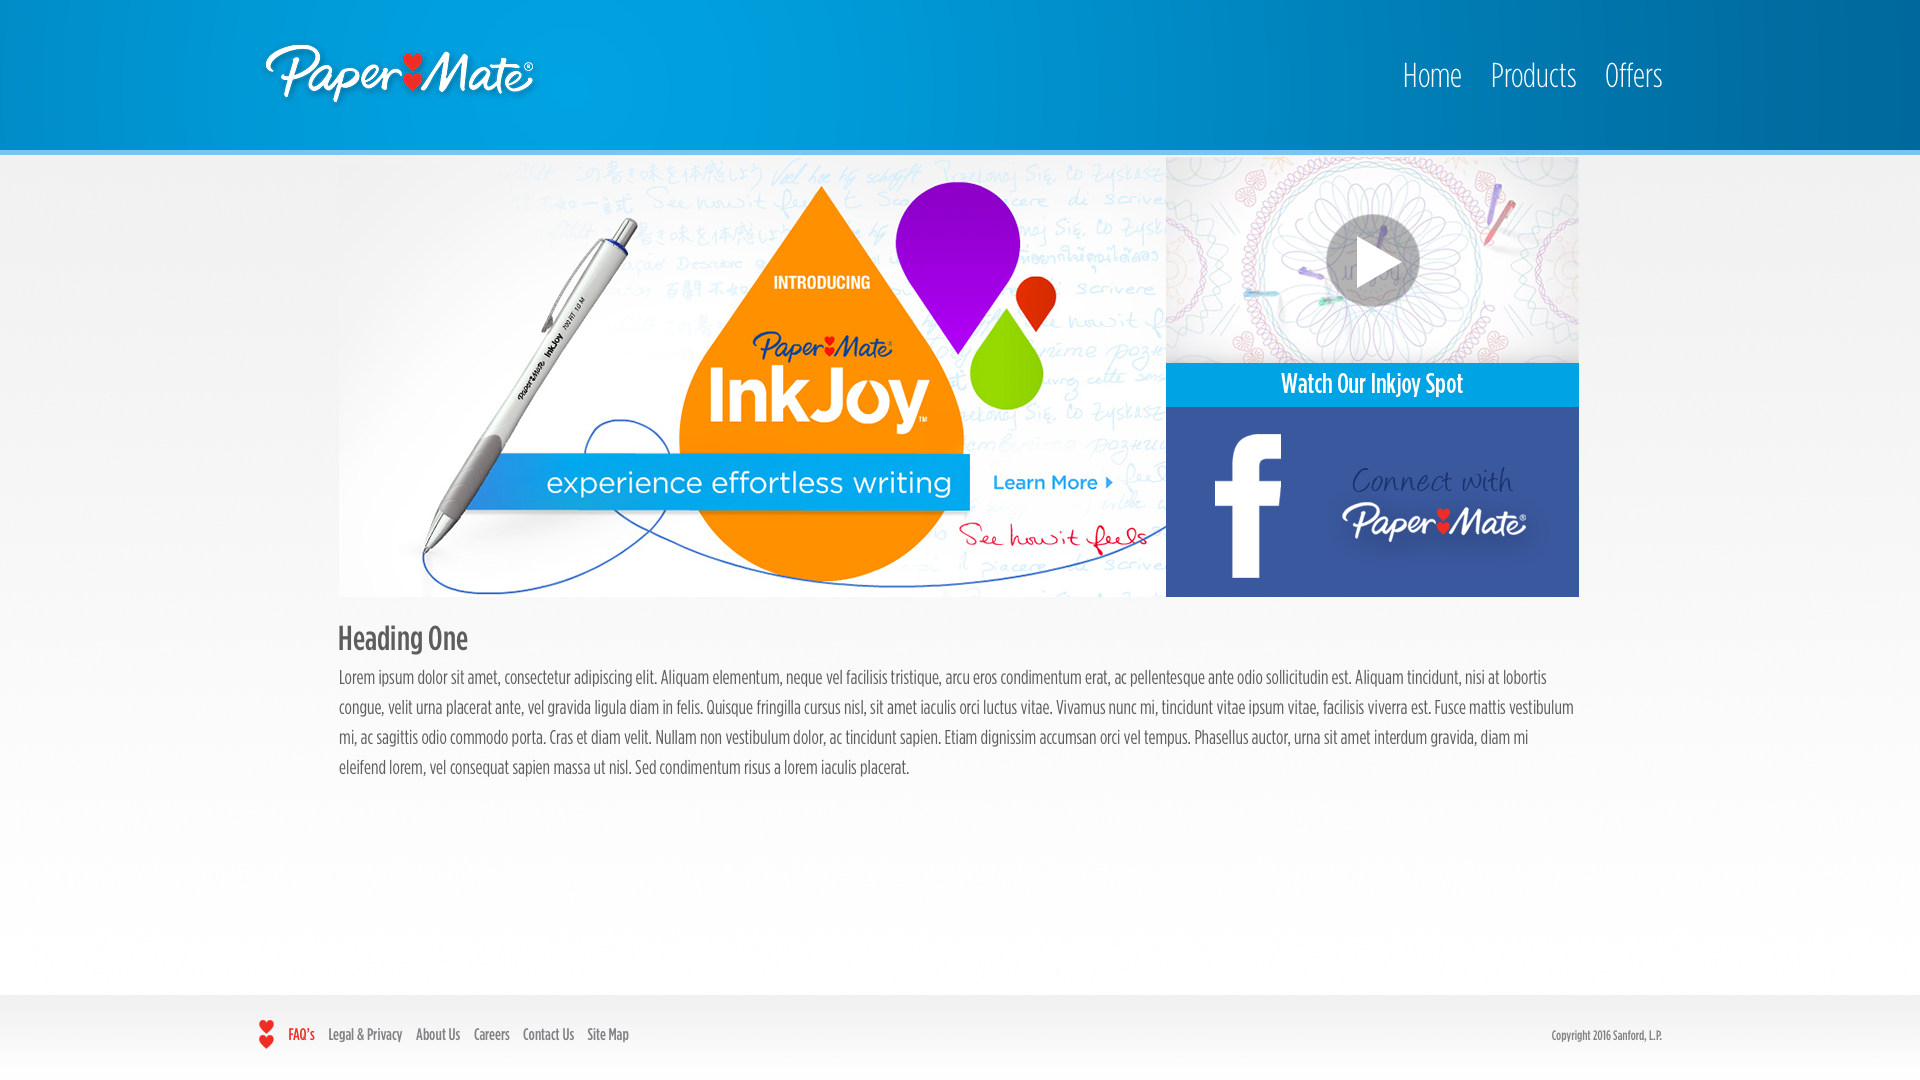 Paper Mate®
Home Products Offers
INTRODUCING
Paper Mate®
InkJoy™
PaperMate InkJoy 700 RT 1.0 M
experience effortless writing
Learn More
See how it feels
inkjoy
Watch Our Inkjoy Spot
Connect with
Paper Mate®
Heading One
Lorem ipsum dolor sit amet, consectetur adipiscing elit. Aliquam elementum, neque vel facilisis tristique, arcu eros condimentum erat, ac pellentesque ante odio sollicitudin est. Aliquam tincidunt, nisi at lobortis
congue, velit urna placerat ante, vel gravida ligula diam in felis. Quisque fringilla cursus nisl, sit amet iaculis orci luctus vitae. Vivamus nunc mi, tincidunt vitae ipsum vitae, facilisis viverra est. Fusce mattis vestibulum
mi, ac sagittis odio commodo porta. Cras et diam velit. Nullam non vestibulum dolor, ac tincidunt sapien. Etiam dignissim accumsan orci vel tempus. Phasellus auctor, urna sit amet interdum gravida, diam mi
eleifend lorem, vel consequat sapien massa ut nisl. Sed condimentum risus a lorem iaculis placerat.
FAQ's Legal & Privacy About Us Careers Contact Us Site Map
Copyright 2016 Sanford, L.P.